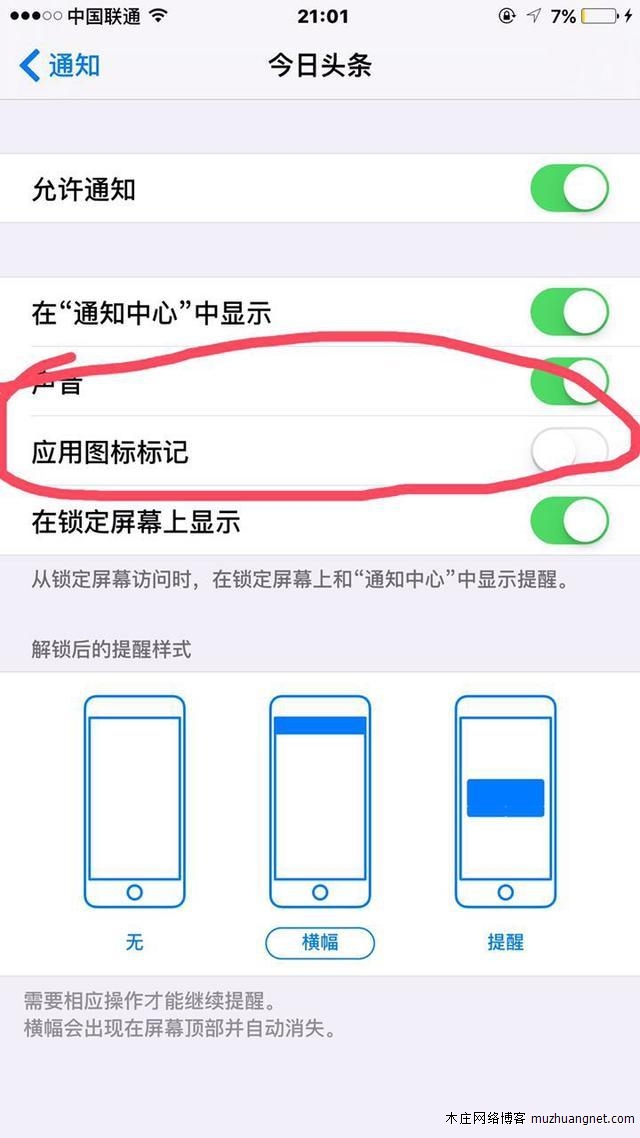 中国联通 21:01 7%
通知 今日头条
允许通知
在“通知中心”中显示
声音
应用图标标记
在锁定屏幕上显示
从锁定屏幕访问时，在锁定屏幕上和“通知中心”中显示提醒。
解锁后的提醒样式
无 横幅 提醒
需要相应操作才能继续提醒。
横幅会出现在屏幕顶部并自动消失。
木庄网络博客 muzhuangnet.com